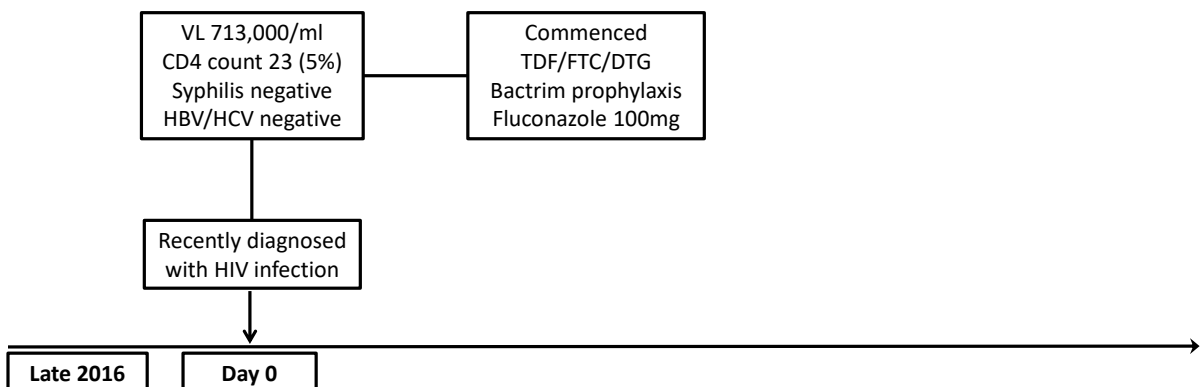 VL 713,000/ml
CD4 count 23 (5%)
Syphilis negative
HBV/HCV negative
Commenced
TDF/FTC/DTG
Bactrim prophylaxis
Fluconazole 100mg
Recently diagnosed
with HIV infection
Late 2016
Day 0